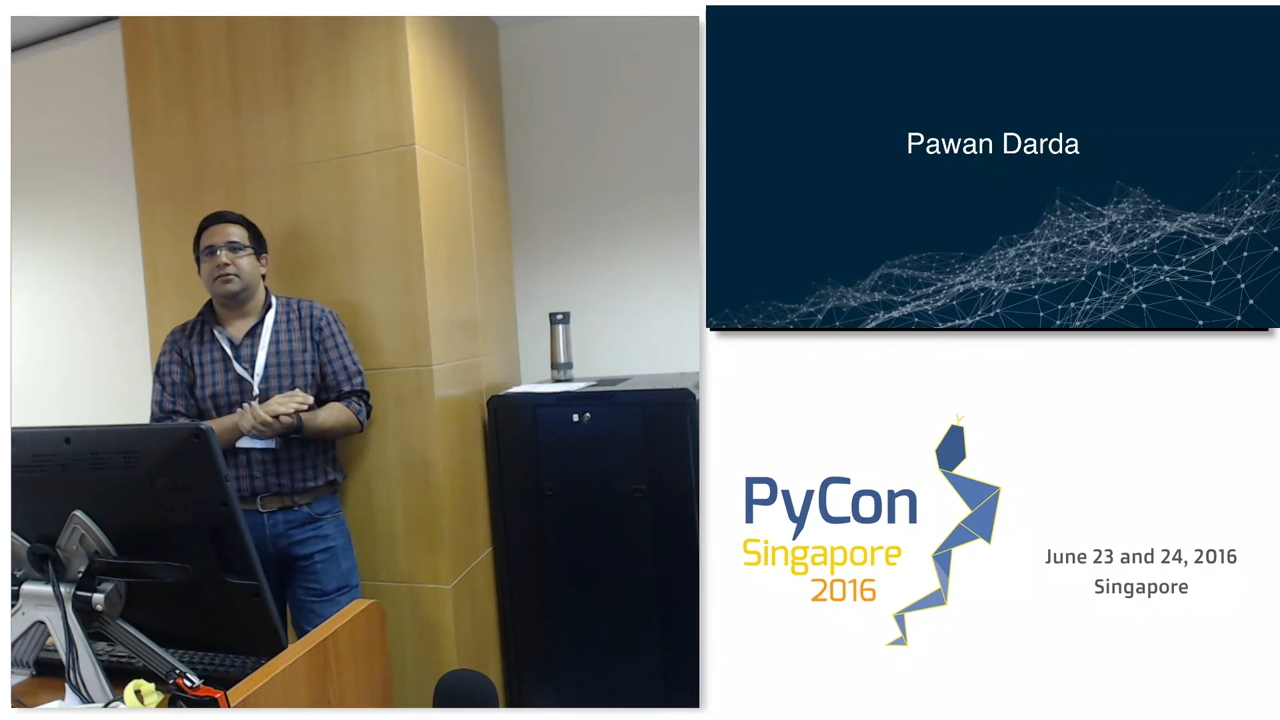 Pawan Darda
PyCon
Singapore
2016
June 23 and 24, 2016
Singapore